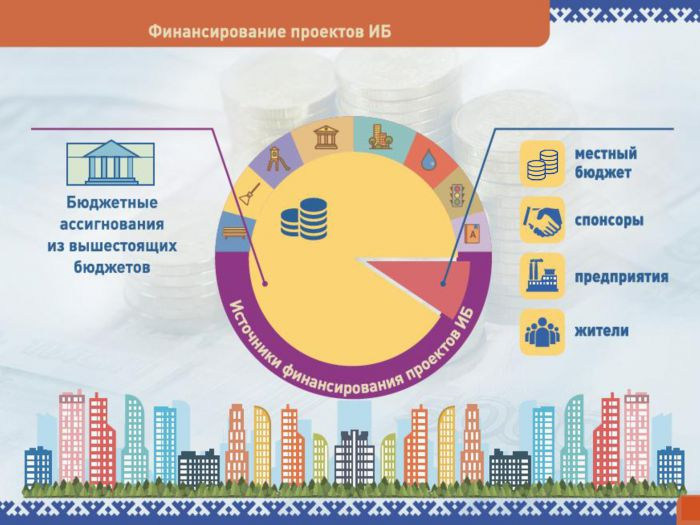 Финансирование проектов ИБ
Бюджетные
ассигнования
из вышестоящих
бюджетов
местный
бюджет
спонсоры
предприятия
жители
А
Источники финансирования проектов ИБ